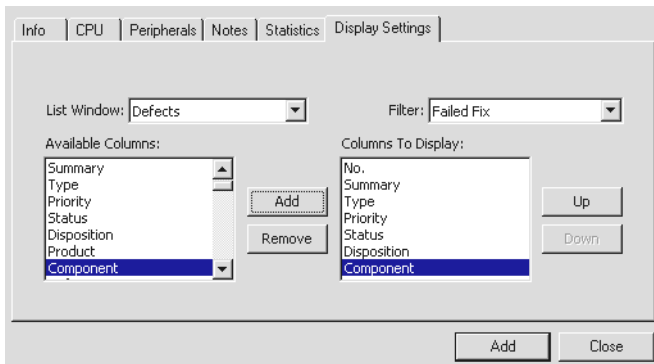 Info CPU Peripherals Notes Statistics Display Settings
List Window: Defects Filter: Failed Fix
Available Columns: Columns To Display:
Summary
Type
Priority
Status
Disposition
Product
Component
Add
Remove
No.
Summary
Type
Priority
Status
Disposition
Component
Up
Down
Add Close